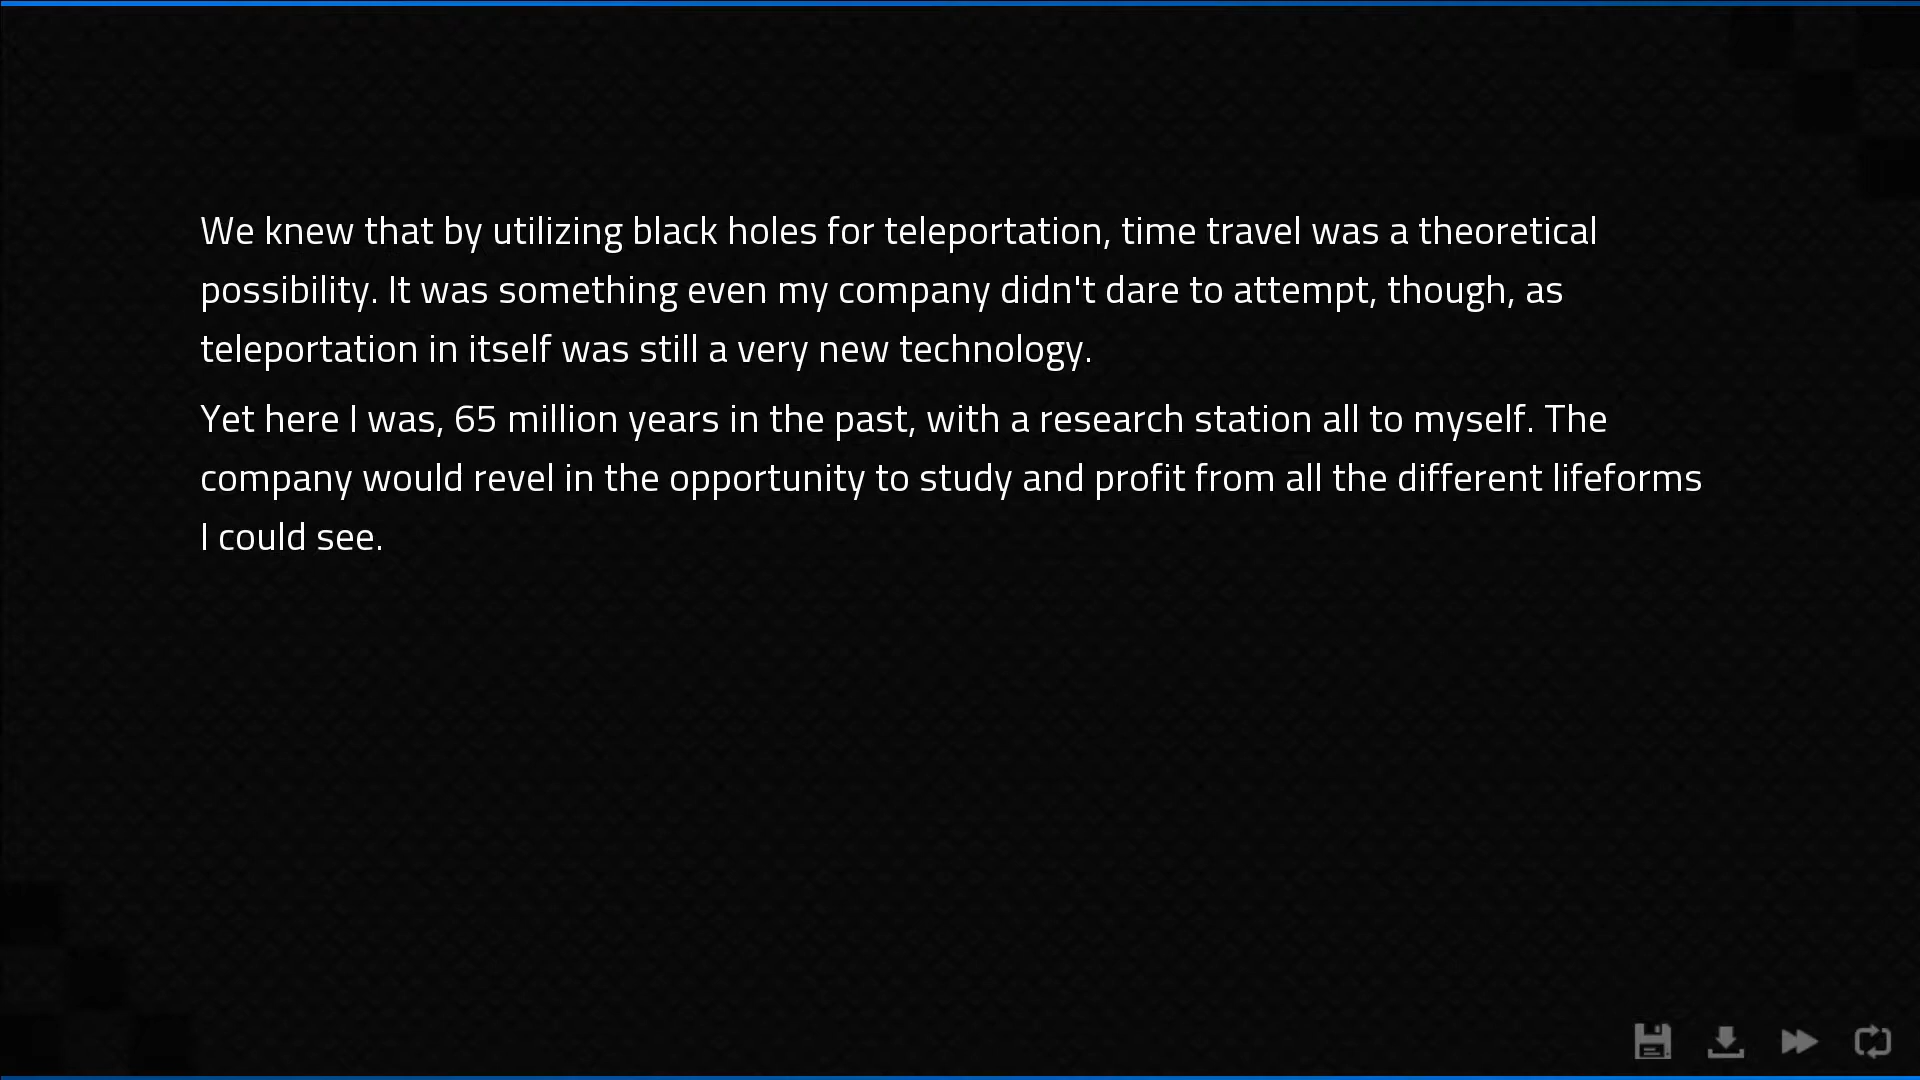 We knew that by utilizing black holes for teleportation, time travel was a theoretical
possibility. It was something even my company didn't dare to attempt, though, as
teleportation in itself was still a very new technology.
Yet here I was, 65 million years in the past, with a research station all to myself. The
company would revel in the opportunity to study and profit from all the different lifeforms
I could see.